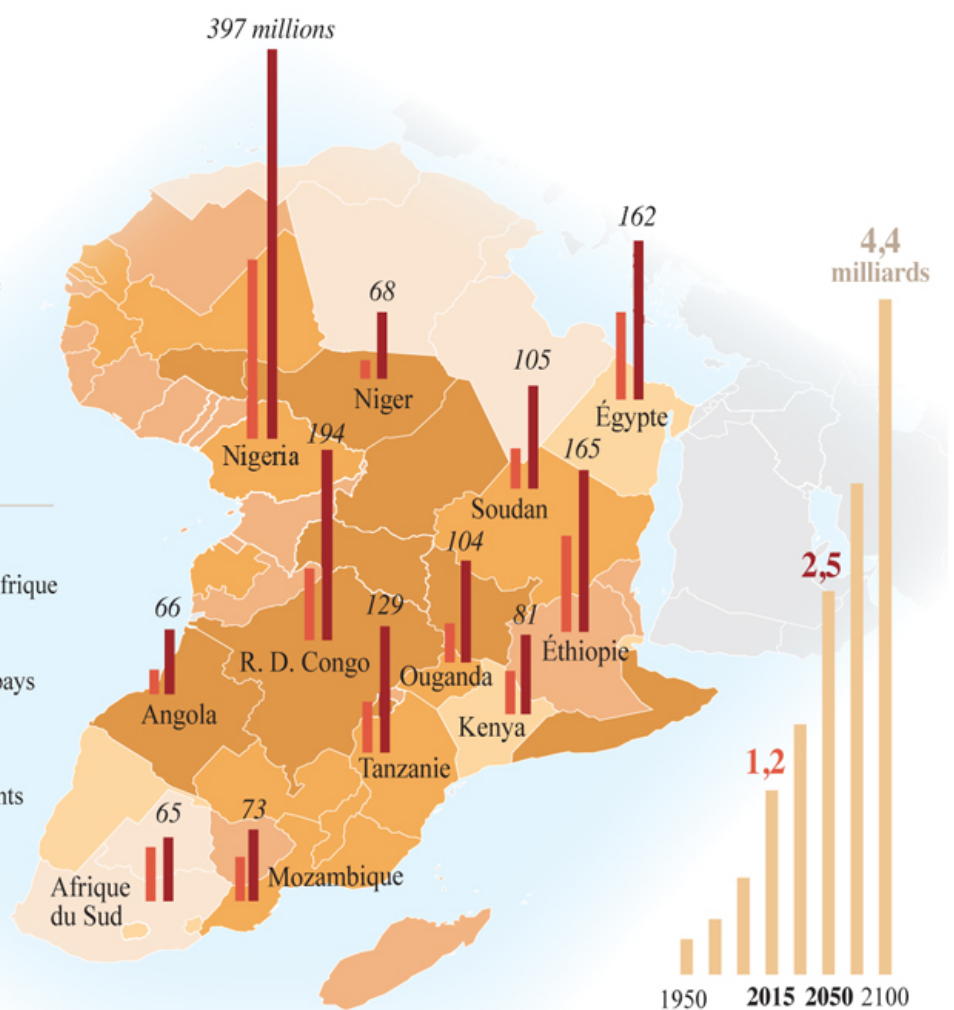 397 millions
162
4,4
milliards
68
Niger
105
Égypte
Nigeria
194
165
Soudan
104
2,5
frique
66
129
81
R. D. Congo
Éthiopie
Ouganda
pays
Angola
Kenya
1,2
Tanzanie
nts
65
73
Afrique
du Sud
Mozambique
1950
2015
2050
2100